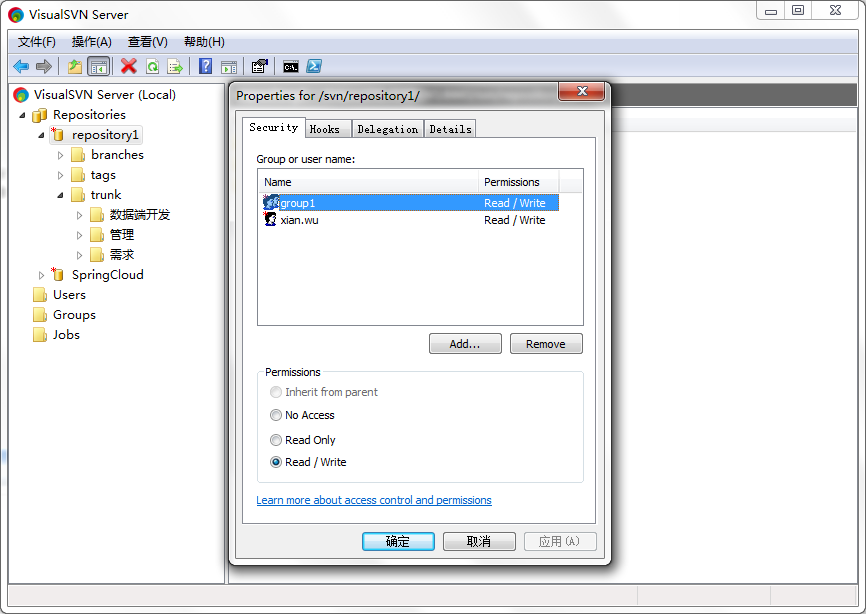 VisualSVN Server
文件(F) 操作(A) 查看(V) 帮助(H)
VisualSVN Server (Local)
Repositories
repository1
branches
tags
trunk
数据端开发
管理
需求
SpringCloud
Users
Groups
Jobs
Properties for /svn/repository1/
Security Hooks Delegation Details
Group or user name:
Name Permissions
group1 Read / Write
xian.wu Read / Write
Add... Remove
Permissions
Inherit from parent
No Access
Read Only
Read / Write
Learn more about access control and permissions
确定 取消 应用(A)